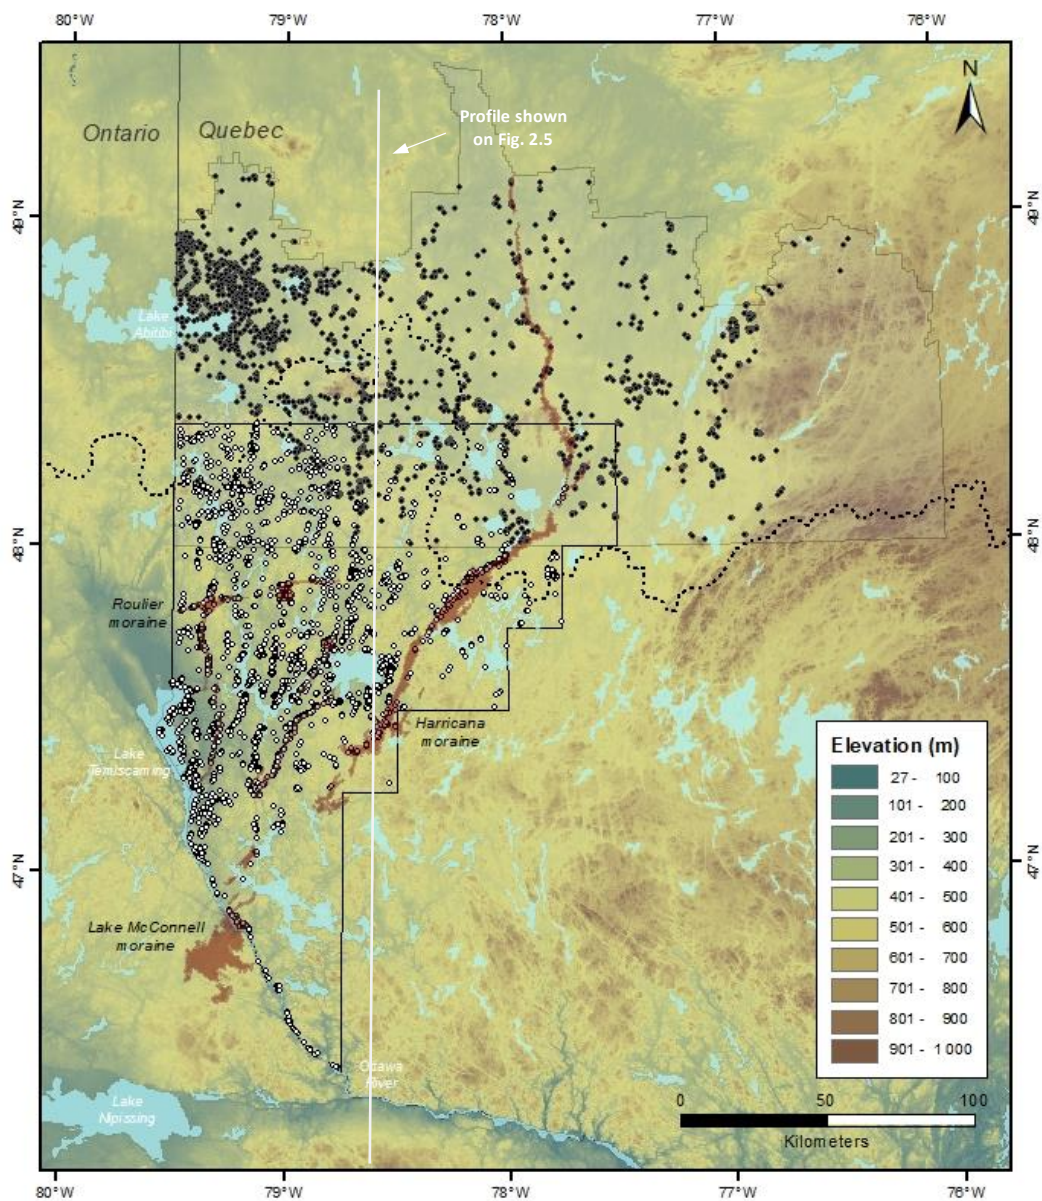 80°W 79°W 78°W 77°W 76°W
N
Profile shown
on Fig. 2.5
Ontario Quebec
49°N 49°N
Lake
Abitibi
48°N 48°N
Roulier
moraine
Harricana
moraine
Lake
Temiscaming
Elevation (m)
27 - 100
101 - 200
201 - 300
301 - 400
401 - 500
501 - 600
601 - 700
701 - 800
801 - 900
901 - 1 000
47°N 47°N
Lake McConnell
moraine
Ottawa
River
Lake
Nipissing
0 50 100
Kilometers
80°W 79°W 78°W 77°W 76°W